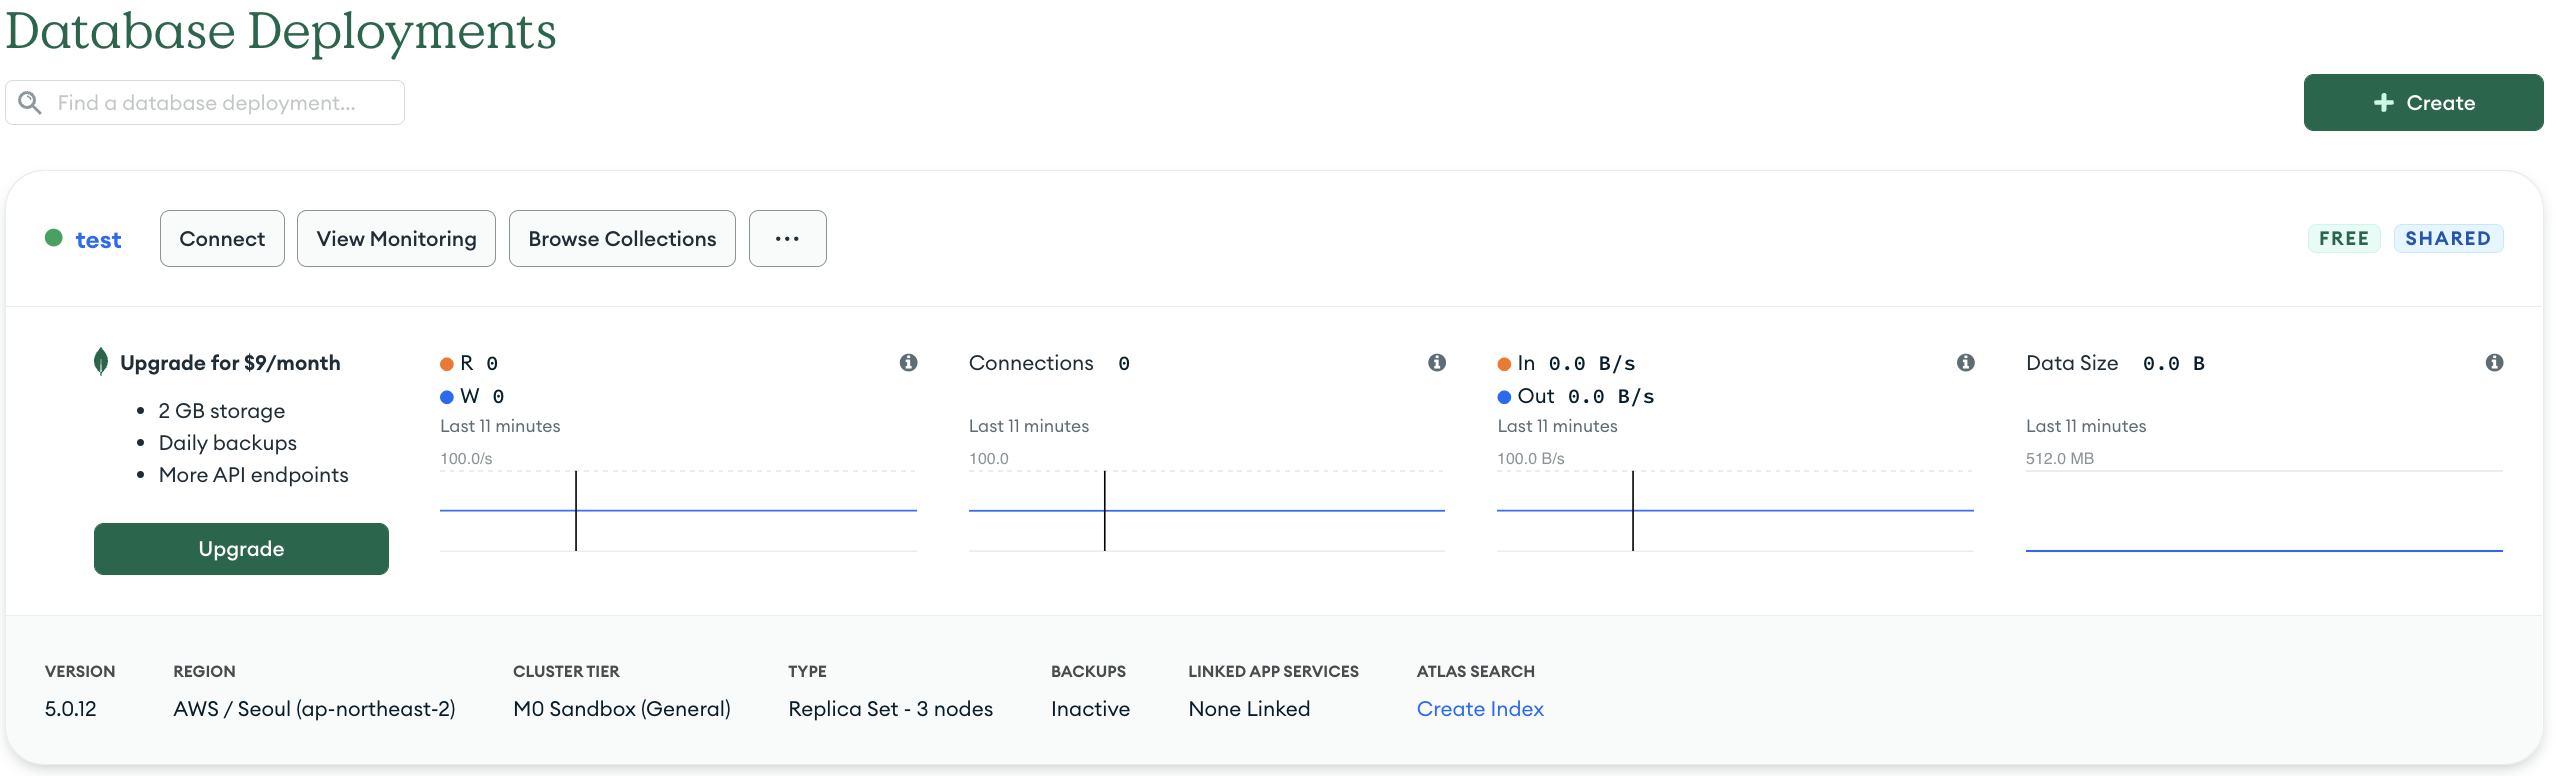 Database Deployments
Find a database deployment...
Create
test
Connect
View Monitoring
Browse Collections
...
FREE
SHARED
Upgrade for $9/month
• 2 GB storage
• Daily backups
• More API endpoints
Upgrade
R 0
W 0
Last 11 minutes
100.0/s
Connections 0
Last 11 minutes
100.0
In 0.0 B/s
Out 0.0 B/s
Last 11 minutes
100.0 B/s
Data Size 0.0 B
Last 11 minutes
512.0 MB
VERSION
5.0.12
REGION
AWS / Seoul (ap-northeast-2)
CLUSTER TIER
M0 Sandbox (General)
TYPE
Replica Set - 3 nodes
BACKUPS
Inactive
LINKED APP SERVICES
None Linked
ATLAS SEARCH
Create Index